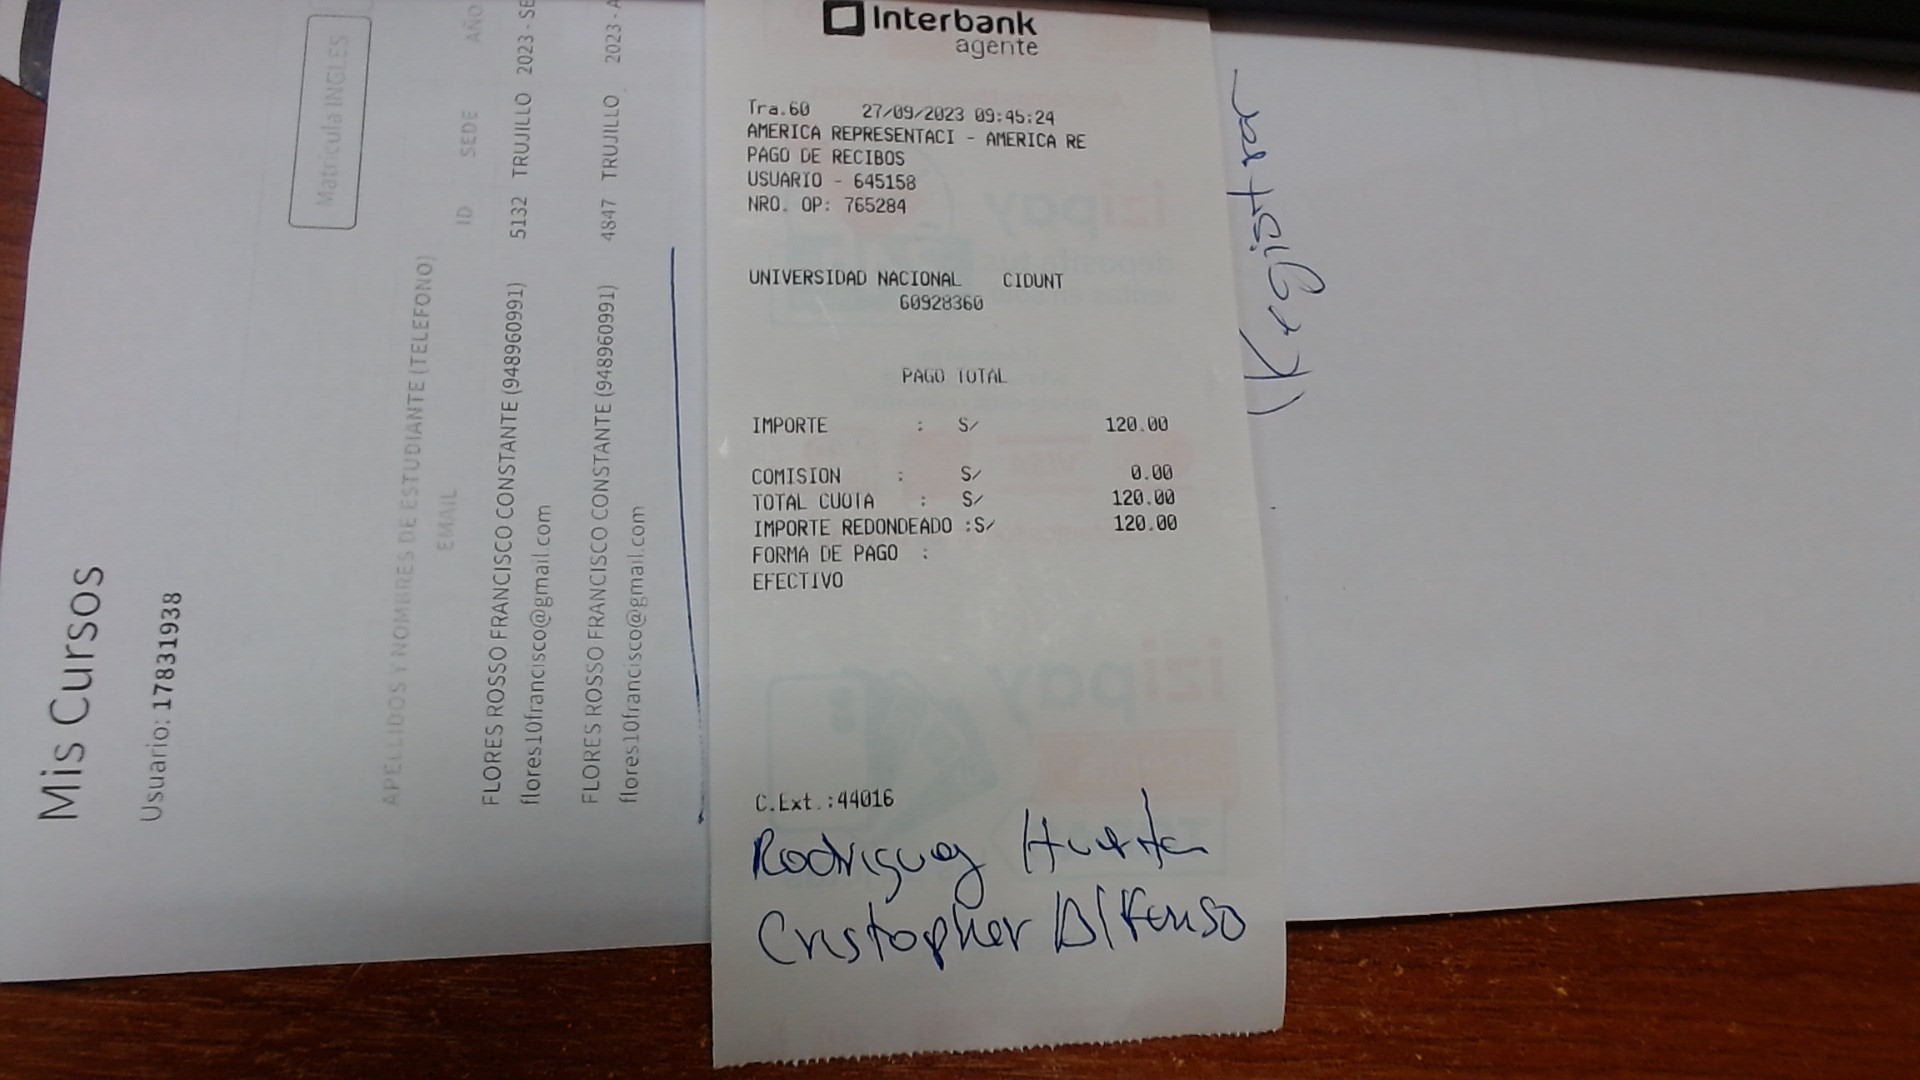 Interbank
agente
Tra.60 27/09/2023 09:45:24
AMERICA REPRESENTACI - AMERICA RE
PAGO DE RECIBOS
USUARIO - 645158
NRO. OP: 765284
UNIVERSIDAD NACIONAL CIDUNT
60928360
PAGO TOTAL
IMPORTE : S/ 120.00
COMISION : S/ 0.00
TOTAL CUOTA : S/ 120.00
IMPORTE REDONDEADO :S/ 120.00
FORMA DE PAGO :
EFECTIVO
C.Ext.:44016
Rodriguez Huerta
Cristopher Alfonso
Mis Cursos
Usuario: 17831938
Matricula INGLES
APELLIDOS Y NOMBRES DE ESTUDIANTE (TELEFONO) ID SEDE AÑO
EMAIL
FLORES ROSSO FRANCISCO CONSTANTE (948960991) 5132 TRUJILLO 2023 - SE
flores10francisco@gmail.com
FLORES ROSSO FRANCISCO CONSTANTE (948960991) 4847 TRUJILLO 2023 - A
flores10francisco@gmail.com
izipay
izipay